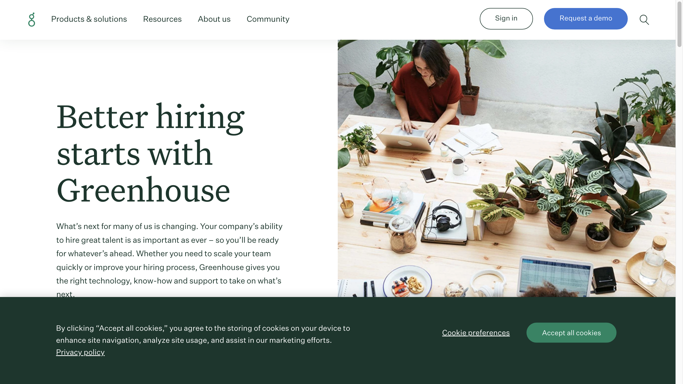 Products & solutions
Resources
About us
Community
Sign in
Request a demo
Better hiring
starts with
Greenhouse
What's next for many of us is changing. Your company's ability
to hire great talent is as important as ever – so you'll be ready
for whatever's ahead. Whether you need to scale your team
quickly or improve your hiring process, Greenhouse gives you
the right technology, know-how and support to take on what's
next.
By clicking "Accept all cookies," you agree to the storing of cookies on your device to
enhance site navigation, analyze site usage, and assist in our marketing efforts.
Privacy policy
Cookie preferences
Accept all cookies